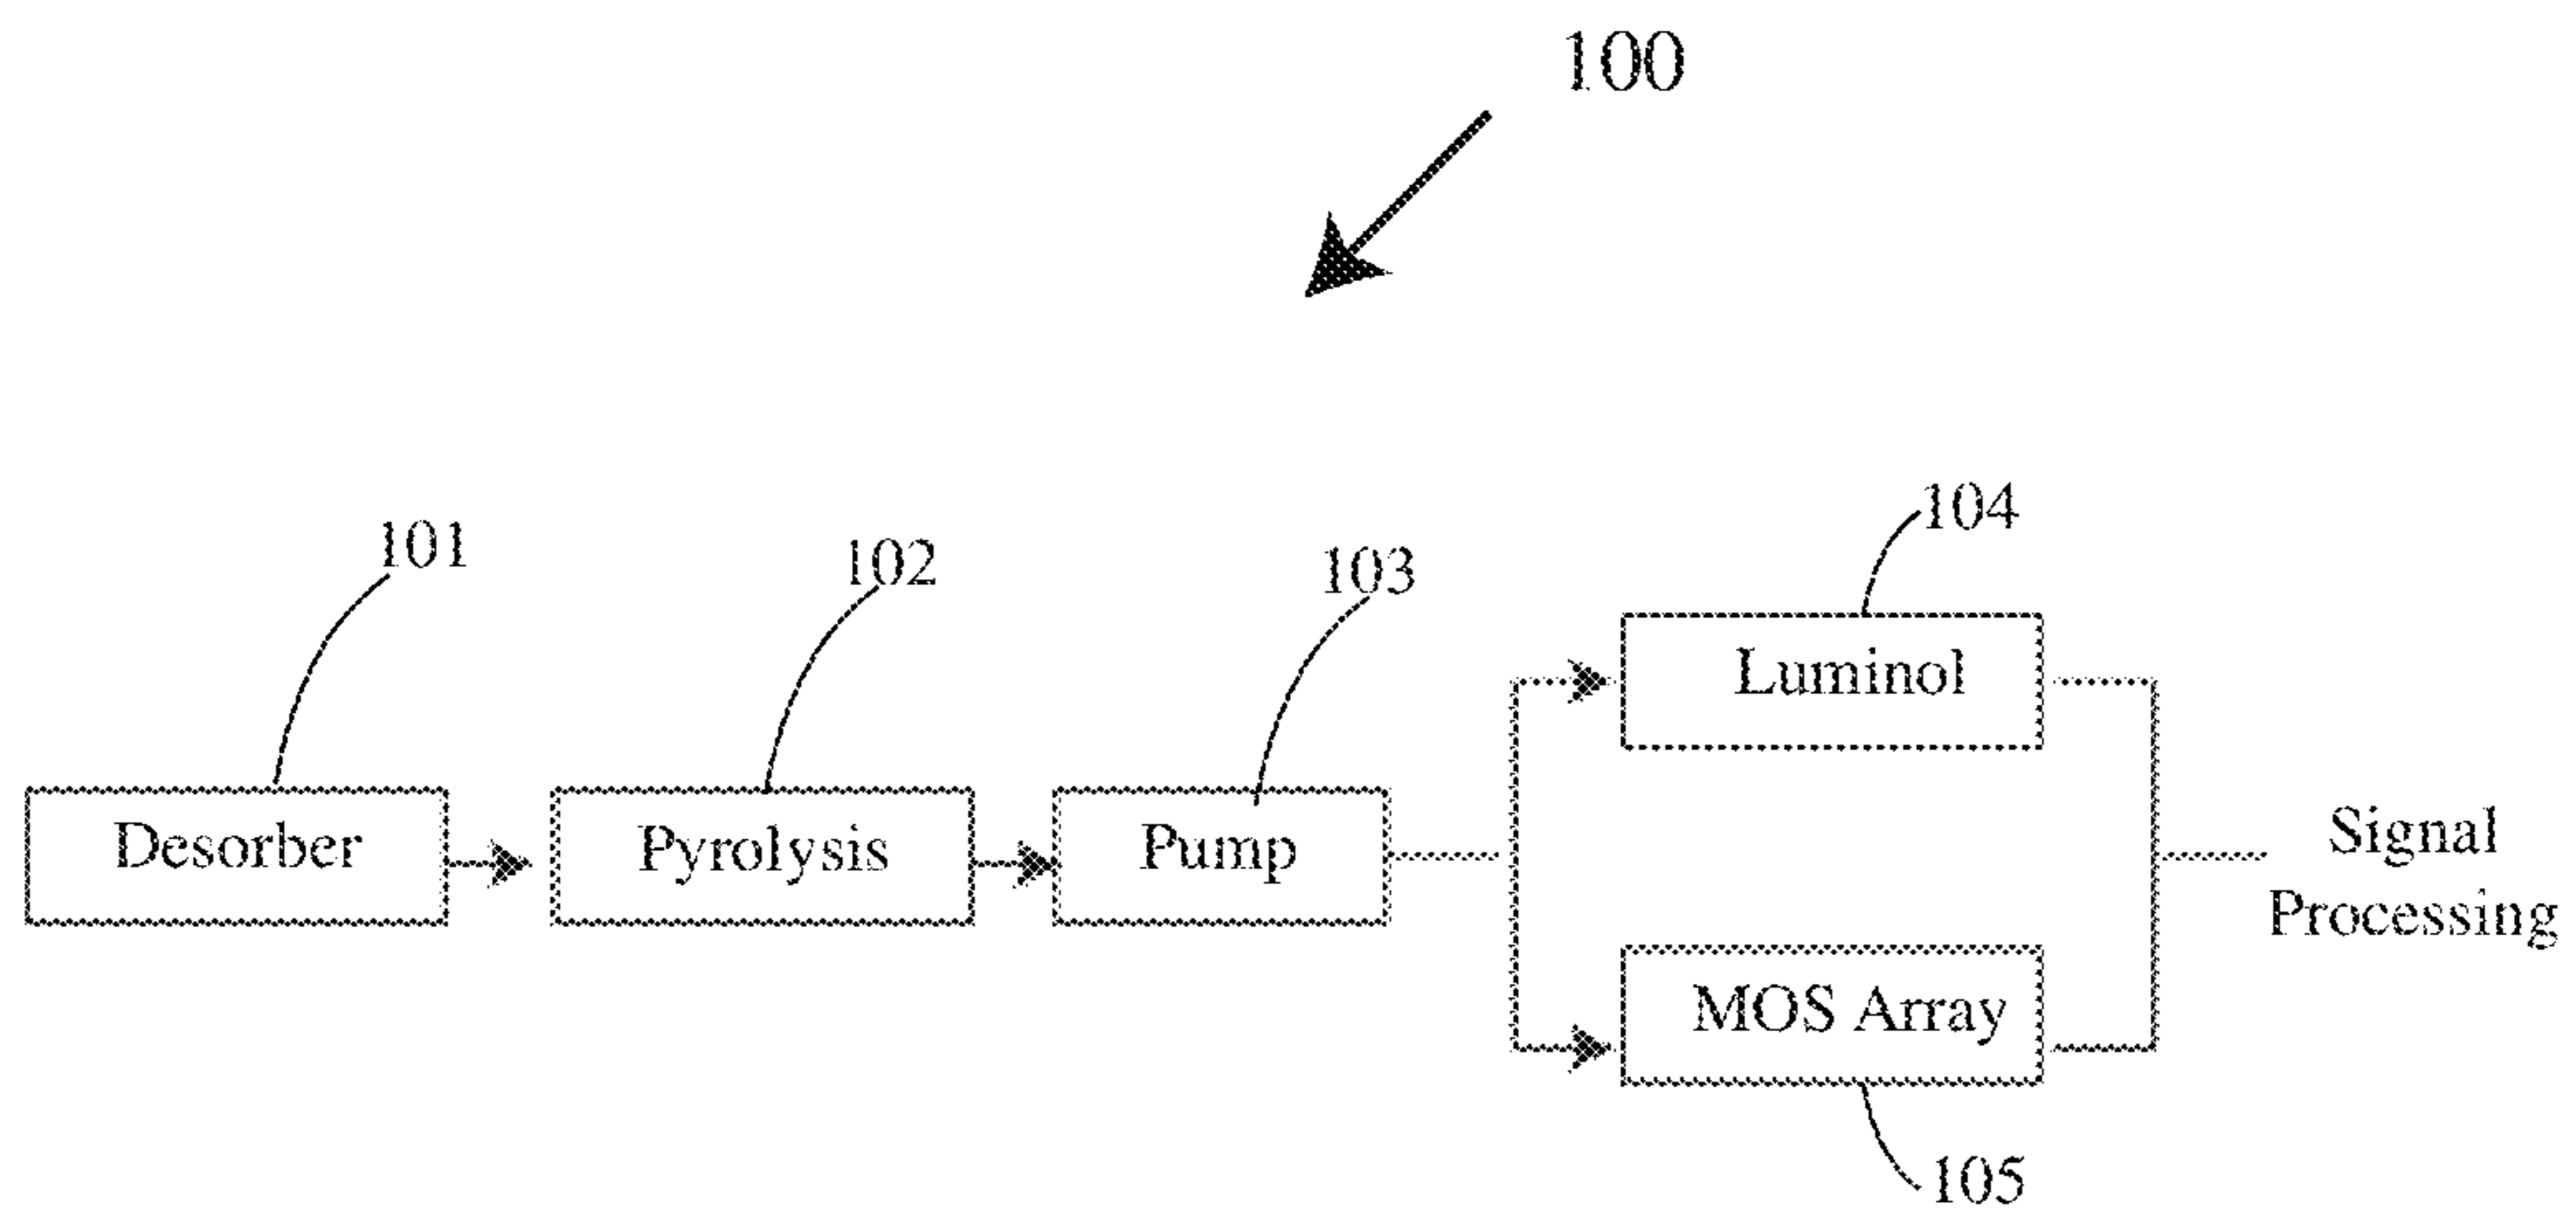 100
101
102
103
104
Desorber
Pyrolysis
Pump
Luminol
MOS Array
105
Signal
Processing